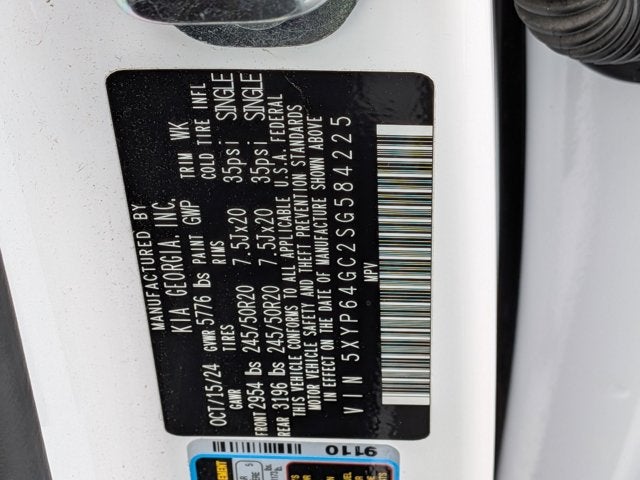 MANUFACTURED BY
KIA GEORGIA, INC.
OCT/15/24 PAINT GWP TRIM WK
GVWR 5776 lbs
GAWR TIRES RIMS COLD TIRE INFL
FRONT 2954 lbs 245/50R20 7.5Jx20 35psi SINGLE
REAR 3196 lbs 245/50R20 7.5Jx20 35psi SINGLE
THIS VEHICLE CONFORMS TO ALL APPLICABLE U.S.A. FEDERAL
MOTOR VEHICLE SAFETY AND THEFT PREVENTION STANDARDS
IN EFFECT ON THE DATE OF MANUFACTURE SHOWN ABOVE
VIN 5XYP64GC2SG584225
MPV
9110